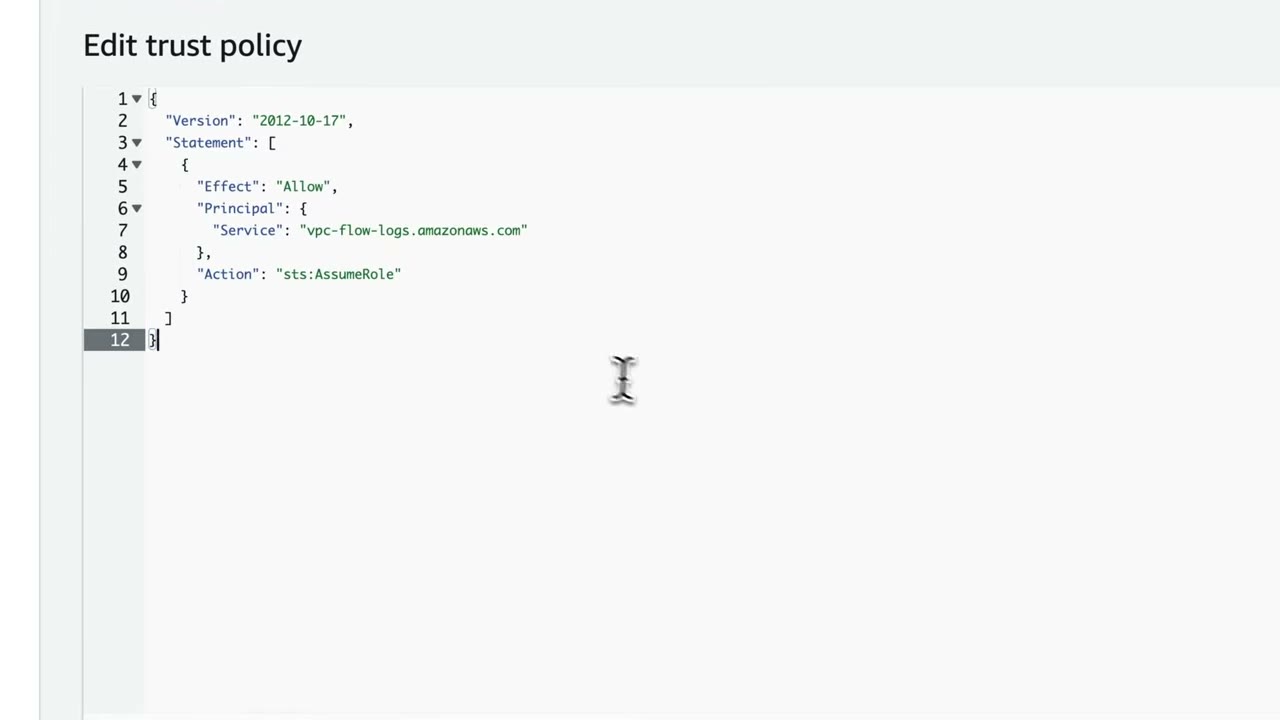 Edit trust policy
1 {
2 "Version": "2012-10-17",
3 "Statement": [
4 {
5 "Effect": "Allow",
6 "Principal": {
7 "Service": "vpc-flow-logs.amazonaws.com"
8 },
9 "Action": "sts:AssumeRole"
10 }
11 ]
12 }